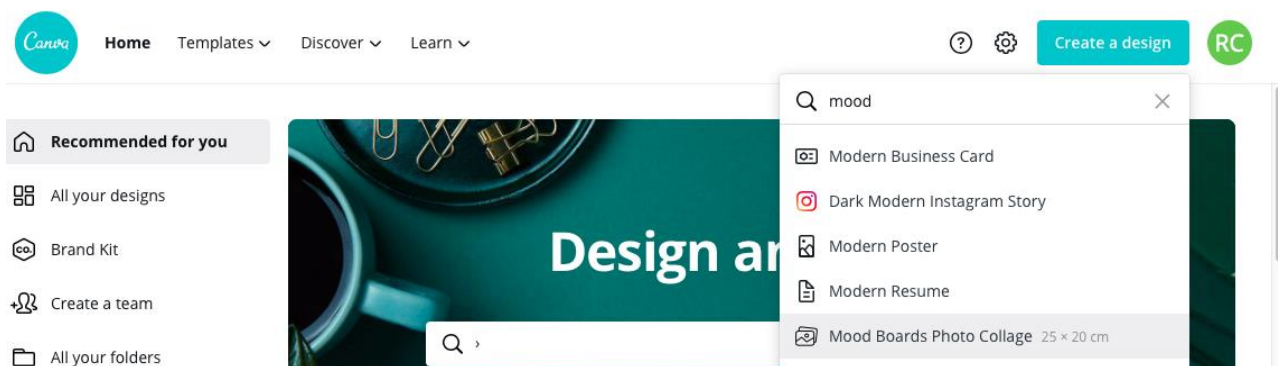 Canva Home Templates Discover Learn ? Create a design RC
mood
Recommended for you
All your designs
Brand Kit
co.
Create a team
All your folders
Design ar
Modern Business Card
Dark Modern Instagram Story
Modern Poster
Modern Resume
Mood Boards Photo Collage 25 × 20 cm